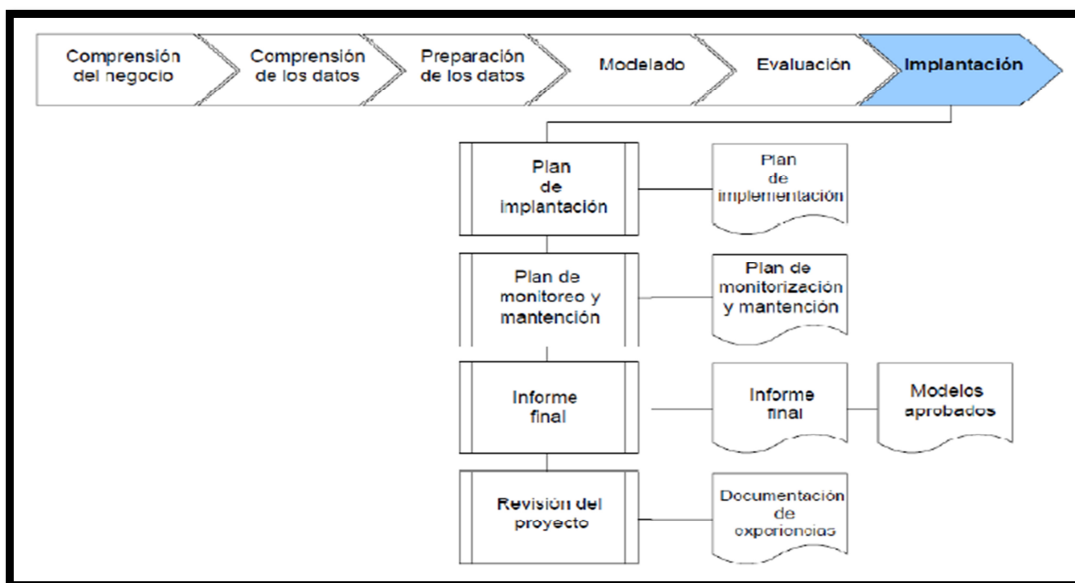 Comprensión
del negocio
Comprensión
de los datos
Preparación
de los datos
Modelado
Evaluación
Implantación
Plan
de
implantación
Plan
de
implementación
Plan de
monitoreo y
mantención
Plan de
monitorización
y mantención
Informe
final
Informe
final
Modelos
aprobados
Revisión del
proyecto
Documentación
de
experiencias